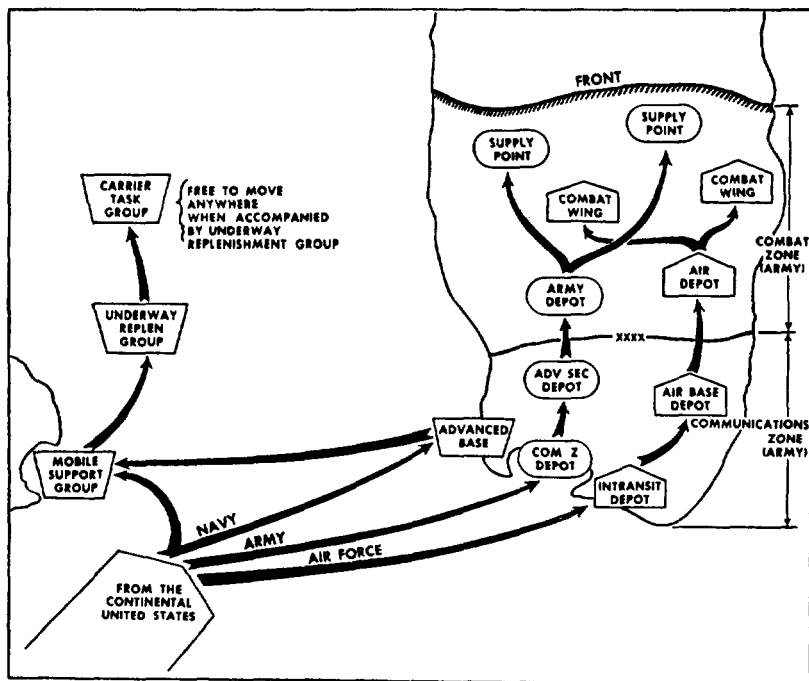 FRONT
SUPPLY
POINT
SUPPLY
POINT
CARRIER
TASK
GROUP
FREE TO MOVE
ANYWHERE
WHEN ACCOMPANIED
BY UNDERWAY
REPLENISHMENT GROUP
COMBAT
WING
COMBAT
WING
COMBAT
ZONE
(ARMY)
AIR
DEPOT
ARMY
DEPOT
UNDERWAY
REPLEN
GROUP
XXXX
ADV SEC
DEPOT
AIR BASE
DEPOT
COMMUNICATIONS
ZONE
(ARMY)
ADVANCED
BASE
COM Z
DEPOT
INTRANSIT
DEPOT
MOBILE
SUPPORT
GROUP
NAVY
ARMY
AIR FORCE
FROM THE
CONTINENTAL
UNITED STATES